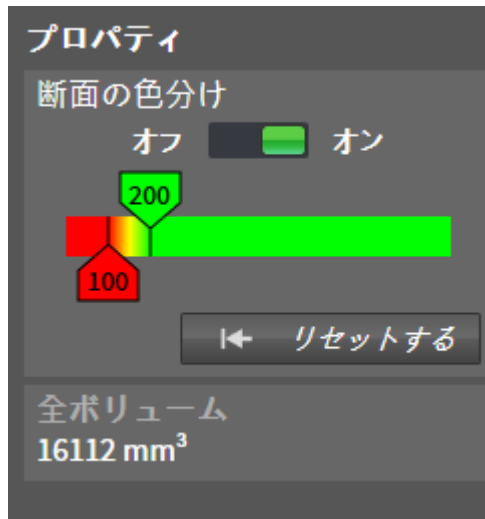 プロパティ
断面の色分け
オフ オン
200
100
リセットする
全ボリューム
16112 mm³